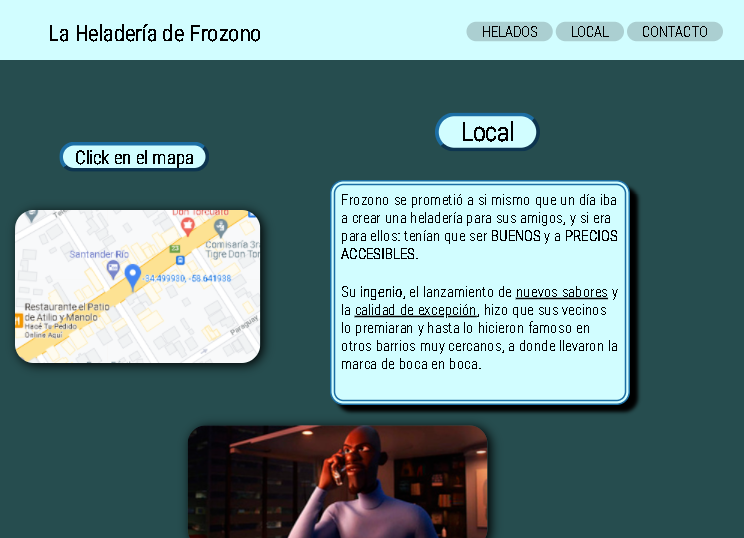 La Heladería de Frozono
HELADOS
LOCAL
CONTACTO
Local
Click en el mapa
Don Torcuato
Comisaría 3r
Tigre Don Tor
Santander Río
-34.499930, -58.641938
Restaurante el Patio
de Atilio y Manolo
Hacé Tu Pedido
Online Aquí
Paraguay
Frozono se prometió a si mismo que un día iba
a crear una heladería para sus amigos, y si era
para ellos: tenían que ser BUENOS y a PRECIOS
ACCESIBLES.
Su ingenio, el lanzamiento de nuevos sabores y
la calidad de excepción, hizo que sus vecinos
lo premiaran y hasta lo hicieron famoso en
otros barrios muy cercanos, a donde llevaron la
marca de boca en boca.